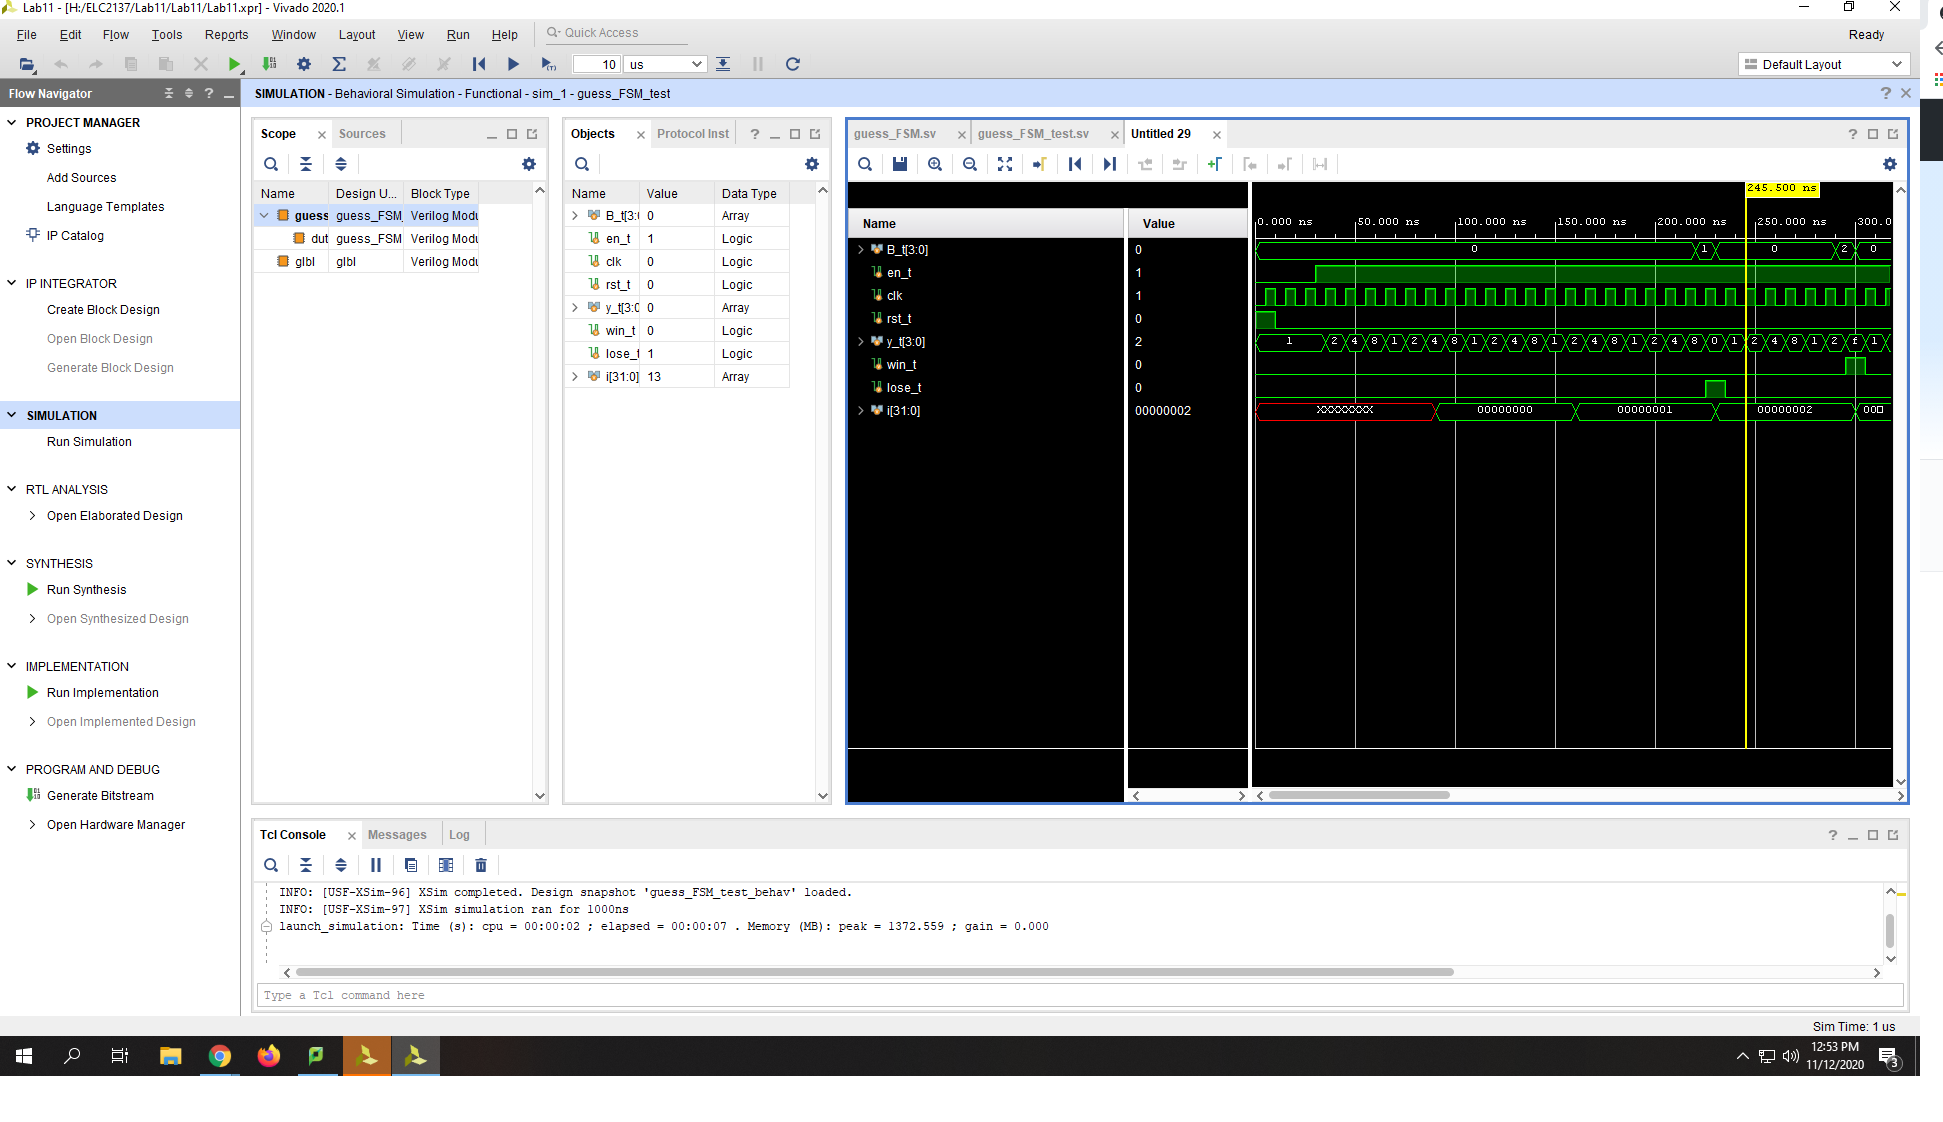 Lab11 - [H:/ELC2137/Lab11/Lab11/Lab11.xpr] - Vivado 2020.1
File Edit Flow Tools Reports Window Layout View Run Help
Quick Access
Ready
10 us
Default Layout
Flow Navigator
PROJECT MANAGER
Settings
Add Sources
Language Templates
IP Catalog
IP INTEGRATOR
Create Block Design
Open Block Design
Generate Block Design
SIMULATION
Run Simulation
RTL ANALYSIS
Open Elaborated Design
SYNTHESIS
Run Synthesis
Open Synthesized Design
IMPLEMENTATION
Run Implementation
Open Implemented Design
PROGRAM AND DEBUG
Generate Bitstream
Open Hardware Manager
SIMULATION - Behavioral Simulation - Functional - sim_1 - guess_FSM_test
Scope Sources
Name Design U... Block Type
guess guess_FSM_ Verilog Modu
dut guess_FSM Verilog Modu
glbl glbl Verilog Modu
Objects Protocol Inst
Name Value Data Type
B_t[3:0 0 Array
en_t 1 Logic
clk 0 Logic
rst_t 0 Logic
y_t[3:0 0 Array
win_t 0 Logic
lose_t 1 Logic
i[31:0] 13 Array
guess_FSM.sv guess_FSM_test.sv Untitled 29
245.500 ns
Name Value
0.000 ns 50.000 ns 100.000 ns 150.000 ns 200.000 ns 250.000 ns 300.0
B_t[3:0] 0 0 1 0 2 0
en_t 1
clk 1
rst_t 0
y_t[3:0] 2 1 2 4 8 1 2 4 8 1 2 4 8 1 2 4 8 1 2 4 8 0 1 2 4 8 1 2 f 1
win_t 0
lose_t 0
i[31:0] 00000002 XXXXXXXX 00000000 00000001 00000002 00
Tcl Console Messages Log
INFO: [USF-XSim-96] XSim completed. Design snapshot 'guess_FSM_test_behav' loaded.
INFO: [USF-XSim-97] XSim simulation ran for 1000ns
launch_simulation: Time (s): cpu = 00:00:02 ; elapsed = 00:00:07 . Memory (MB): peak = 1372.559 ; gain = 0.000
Type a Tcl command here
Sim Time: 1 us
12:53 PM
11/12/2020
3